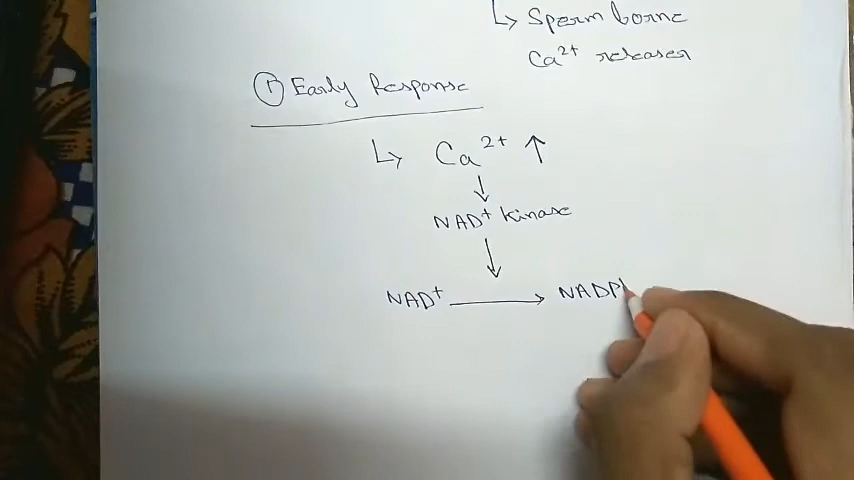 ↳ Sperm borne
Ca²⁺ releaser
① Early Response
↳ Ca²⁺ ↑
↓
NAD⁺ kinase
↓
NAD⁺ → NADP